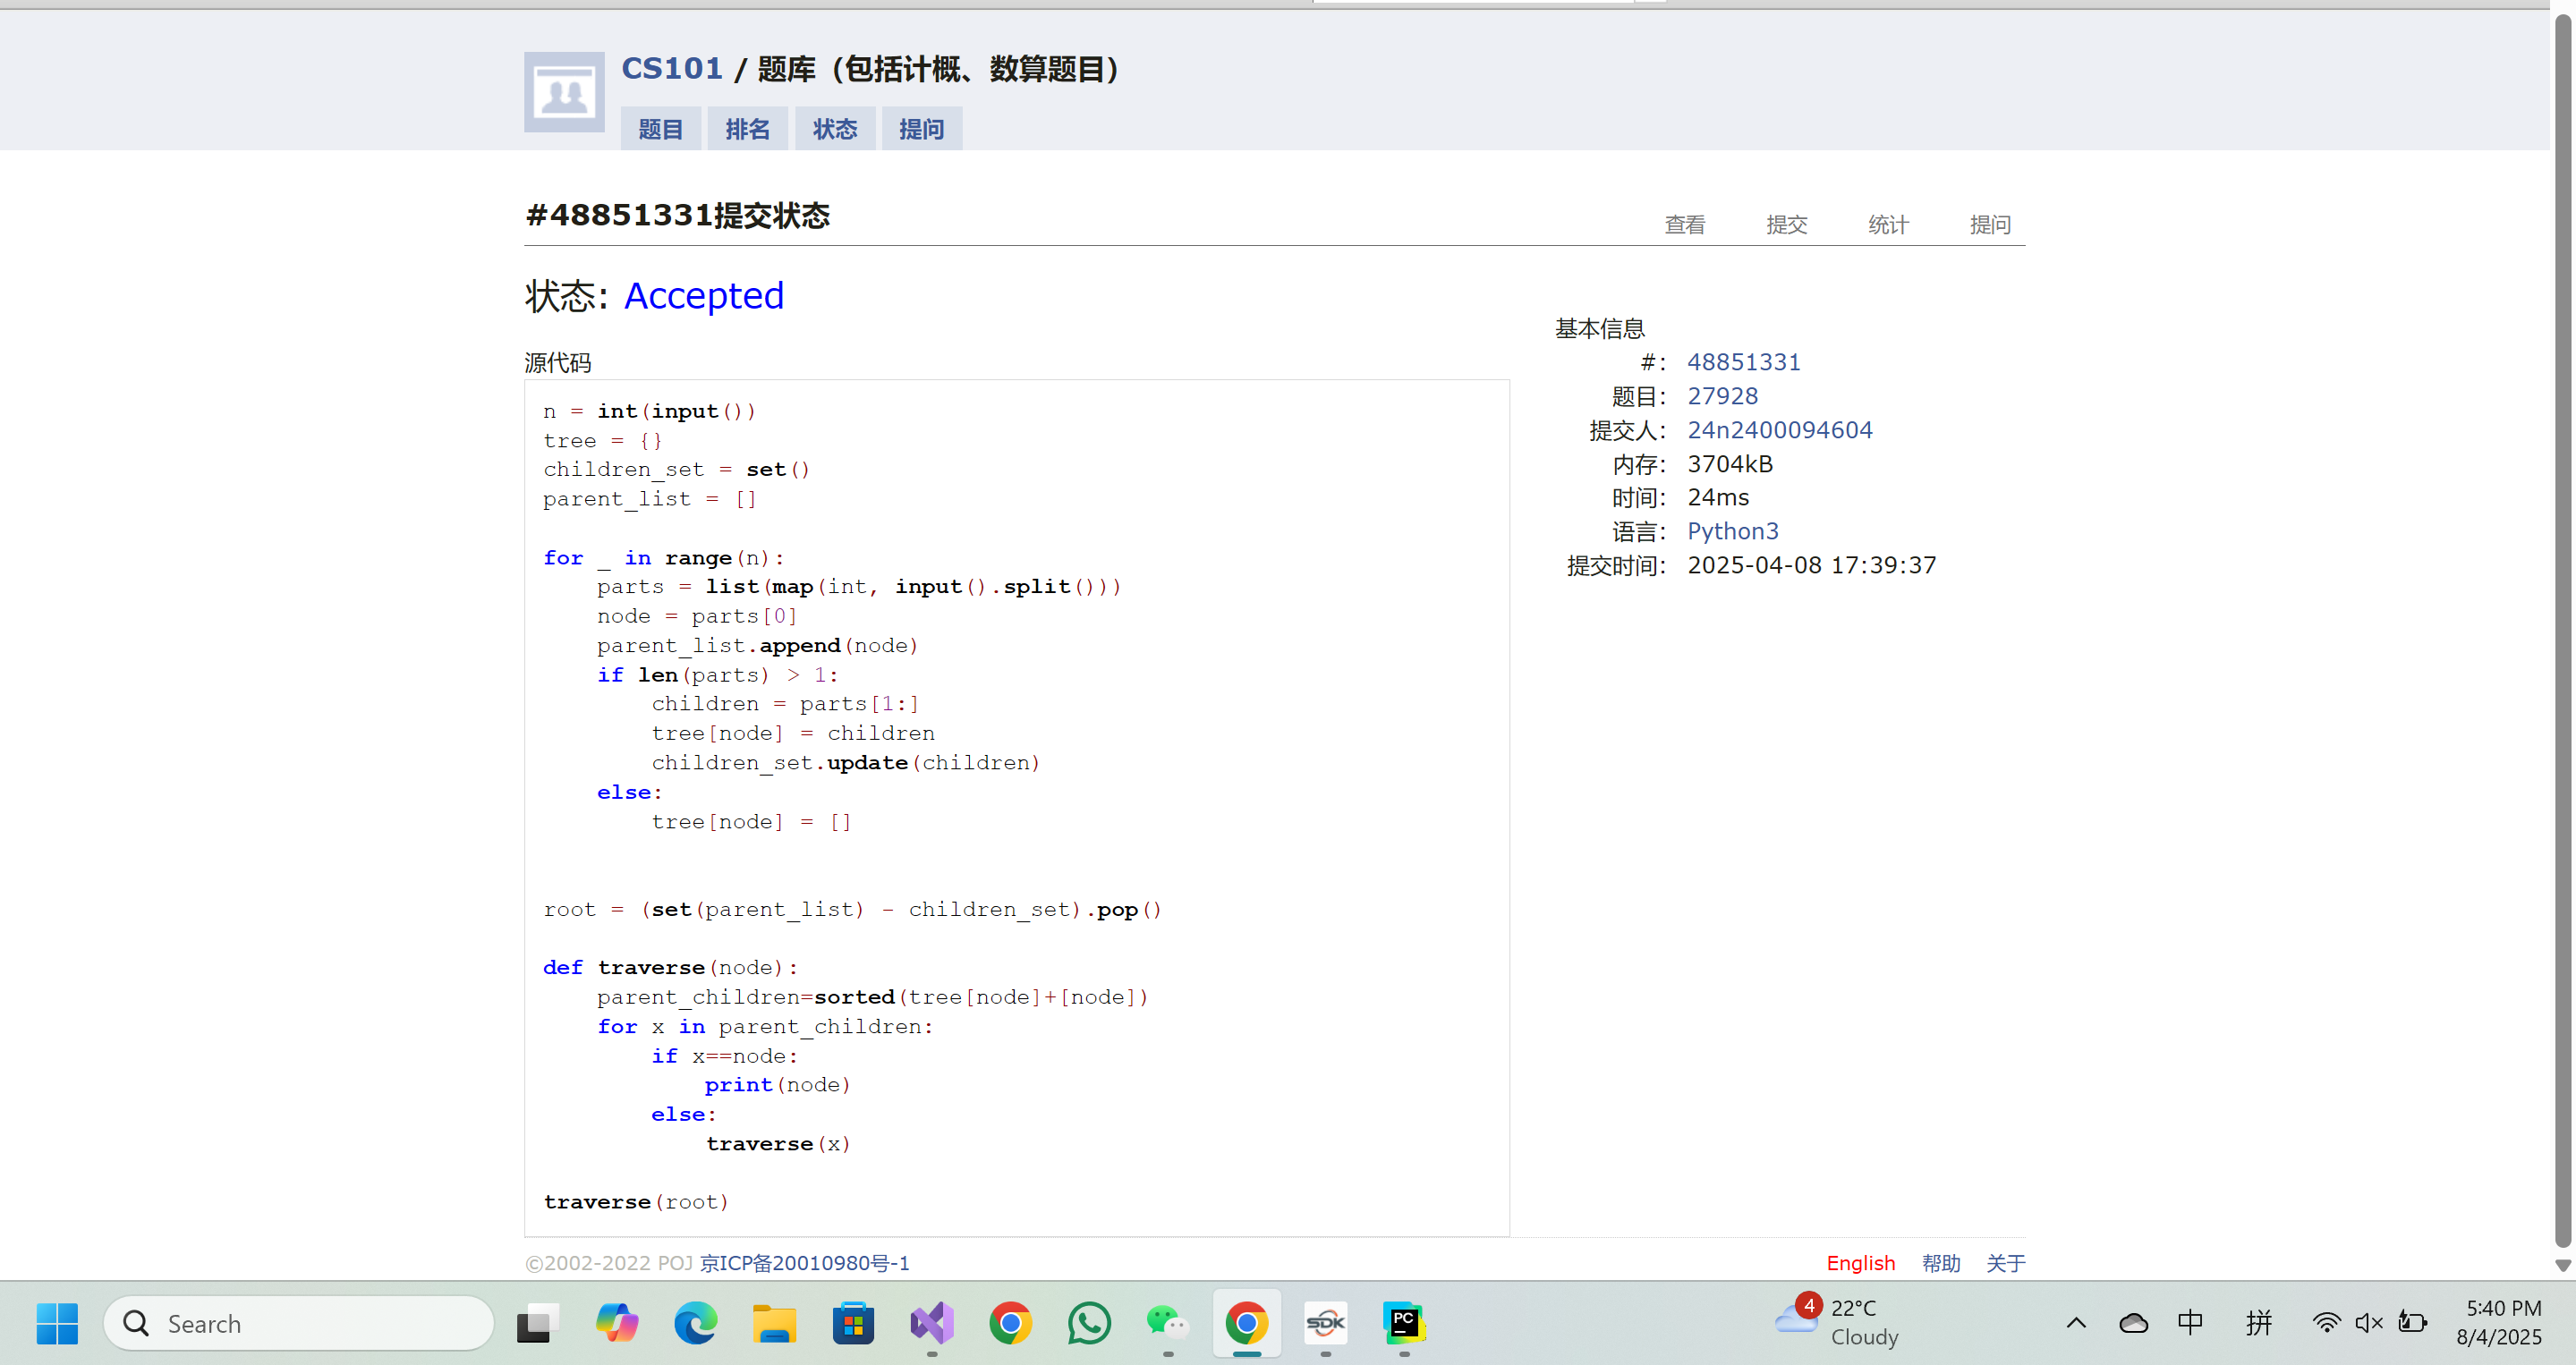 CS101 / 题库（包括计概、数算题目）
题目 排名 状态 提问
#48851331提交状态
查看 提交 统计 提问
状态: Accepted
源代码
n = int(input())
tree = {}
children_set = set()
parent_list = []
for _ in range(n):
    parts = list(map(int, input().split()))
    node = parts[0]
    parent_list.append(node)
    if len(parts) > 1:
        children = parts[1:]
        tree[node] = children
        children_set.update(children)
    else:
        tree[node] = []
root = (set(parent_list) - children_set).pop()
def traverse(node):
    parent_children=sorted(tree[node]+[node])
    for x in parent_children:
        if x==node:
            print(node)
        else:
            traverse(x)
traverse(root)
基本信息
#: 48851331
题目: 27928
提交人: 24n2400094604
内存: 3704kB
时间: 24ms
语言: Python3
提交时间: 2025-04-08 17:39:37
©2002-2022 POJ 京ICP备20010980号-1
English 帮助 关于
Search
SDK
PC
4
22°C
Cloudy
中 拼
5:40 PM
8/4/2025